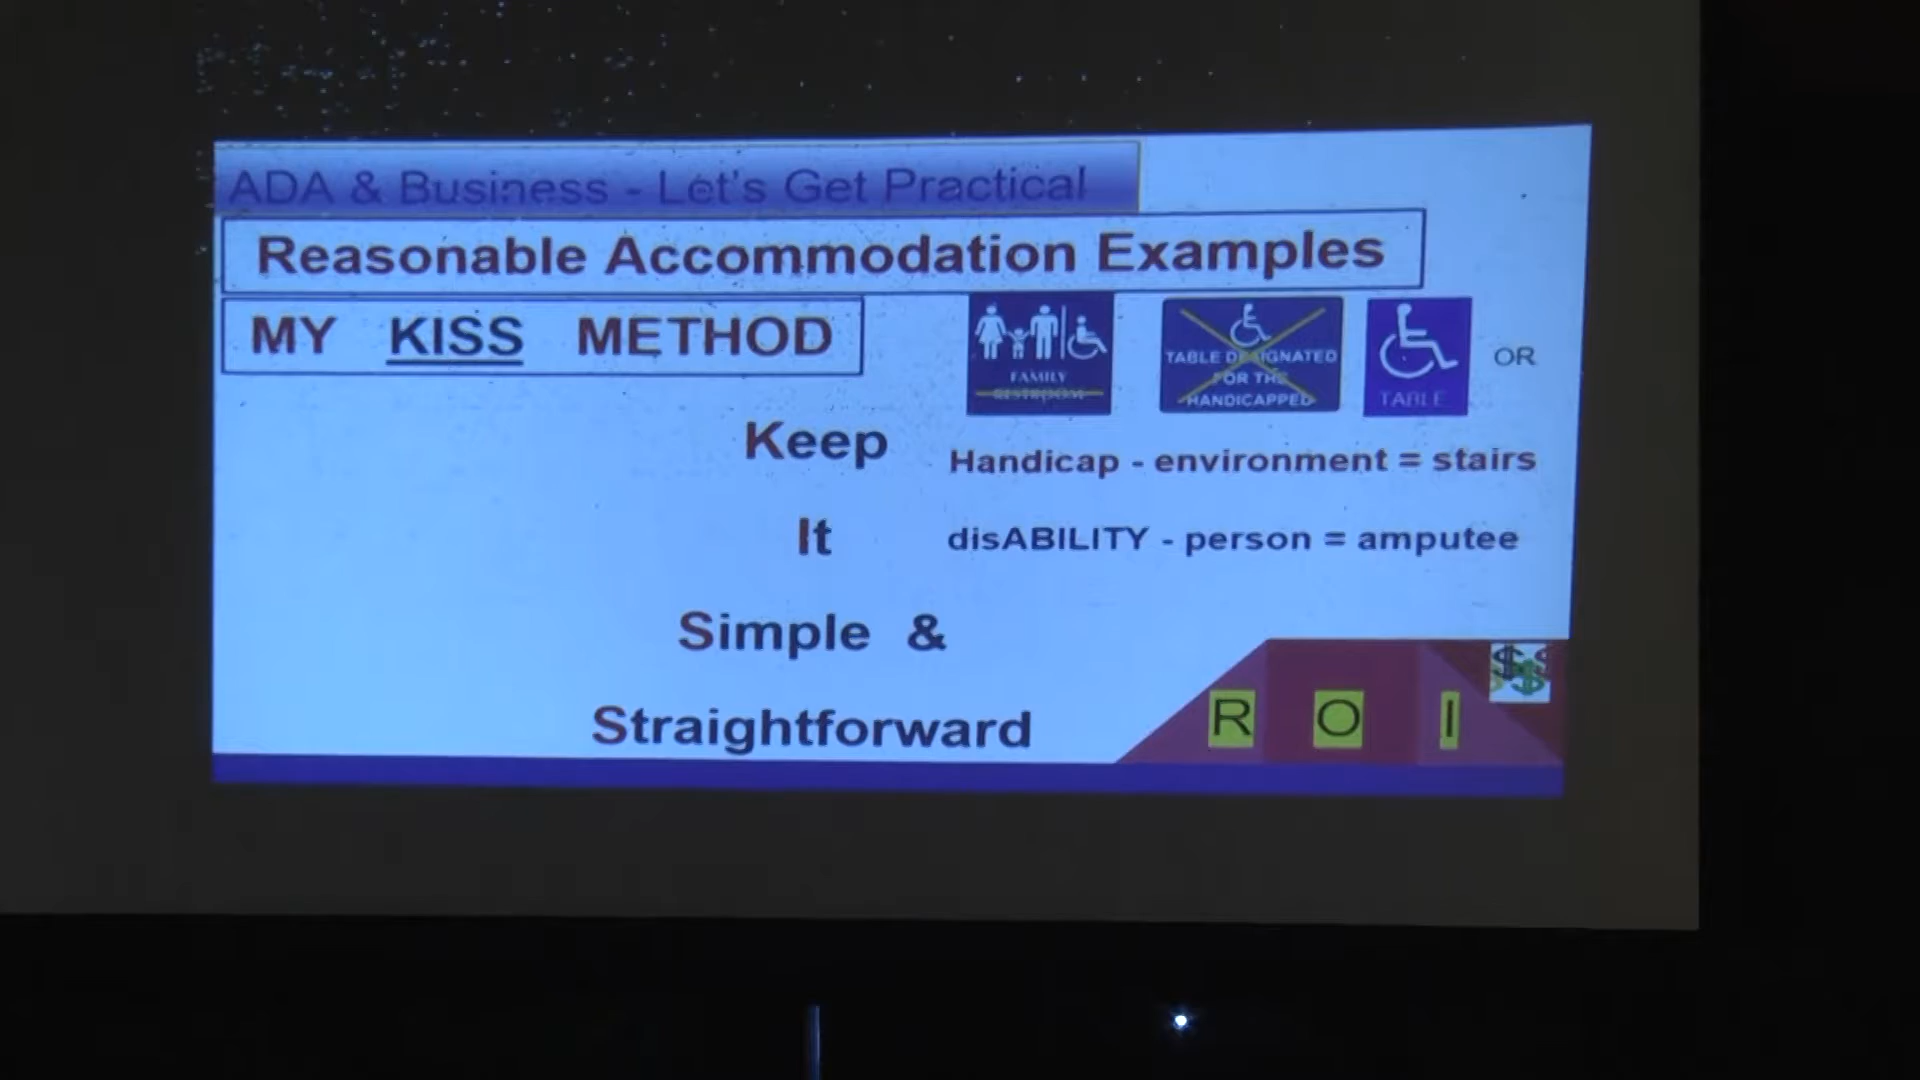 ADA & Business - Let's Get Practical
Reasonable Accommodation Examples
MY KISS METHOD
FAMILY
RESTROOM
TABLE DESIGNATED
FOR THE
HANDICAPPED
TABLE
OR
Keep
It
Simple &
Straightforward
Handicap - environment = stairs
disABILITY - person = amputee
R O I
$$$